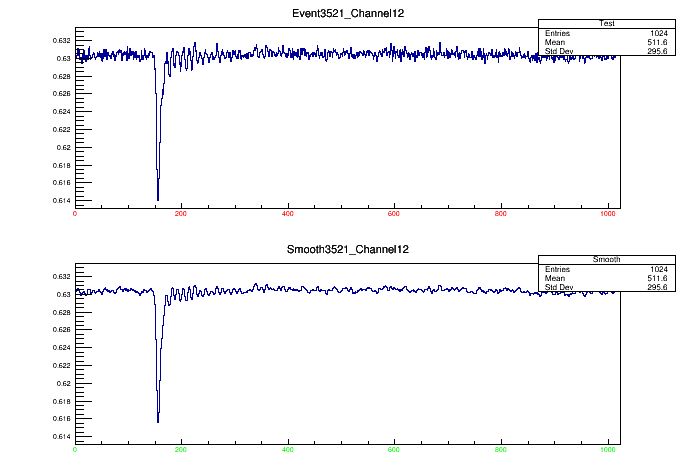 Event3521_Channel12
Test
Entries 1024
Mean 511.6
Std Dev 295.6
0.632
0.63
0.628
0.626
0.624
0.622
0.62
0.618
0.616
0.614
0 200 400 600 800 1000
Smooth3521_Channel12
Smooth
Entries 1024
Mean 511.6
Std Dev 295.6
0.632
0.63
0.628
0.626
0.624
0.622
0.62
0.618
0.616
0.614
0 200 400 600 800 1000